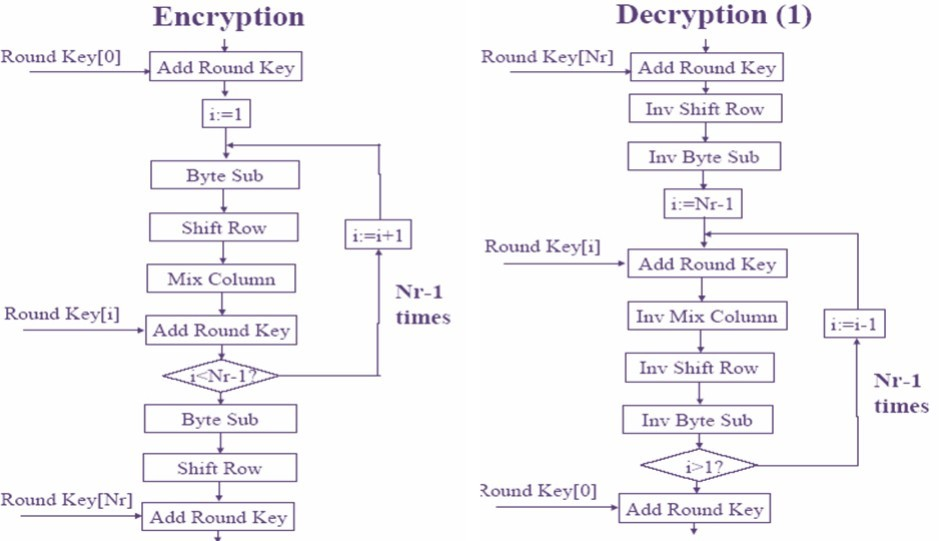 Encryption
Round Key[0]
Add Round Key
i:=1
Byte Sub
Shift Row
i:=i+1
Mix Column
Nr-1
times
Round Key[i]
Add Round Key
i<Nr-1?
Byte Sub
Shift Row
Round Key[Nr]
Add Round Key
Decryption (1)
Round Key[Nr]
Add Round Key
Inv Shift Row
Inv Byte Sub
i:=Nr-1
Round Key[i]
Add Round Key
Inv Mix Column
i:=i-1
Inv Shift Row
Nr-1
times
Inv Byte Sub
i>1?
Round Key[0]
Add Round Key